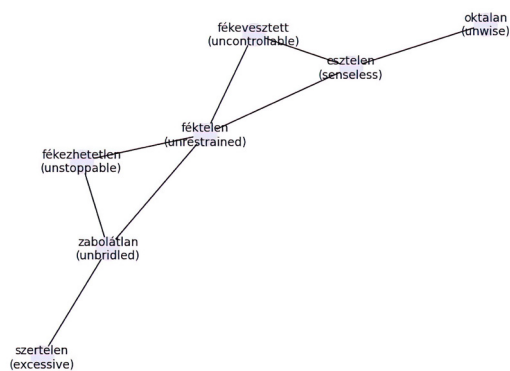 fékevesztett
(uncontrollable)
oktalan
(unwise)
esztelen
(senseless)
féktelen
(unrestrained)
fékezhetetlen
(unstoppable)
zabolátlan
(unbridled)
szertelen
(excessive)